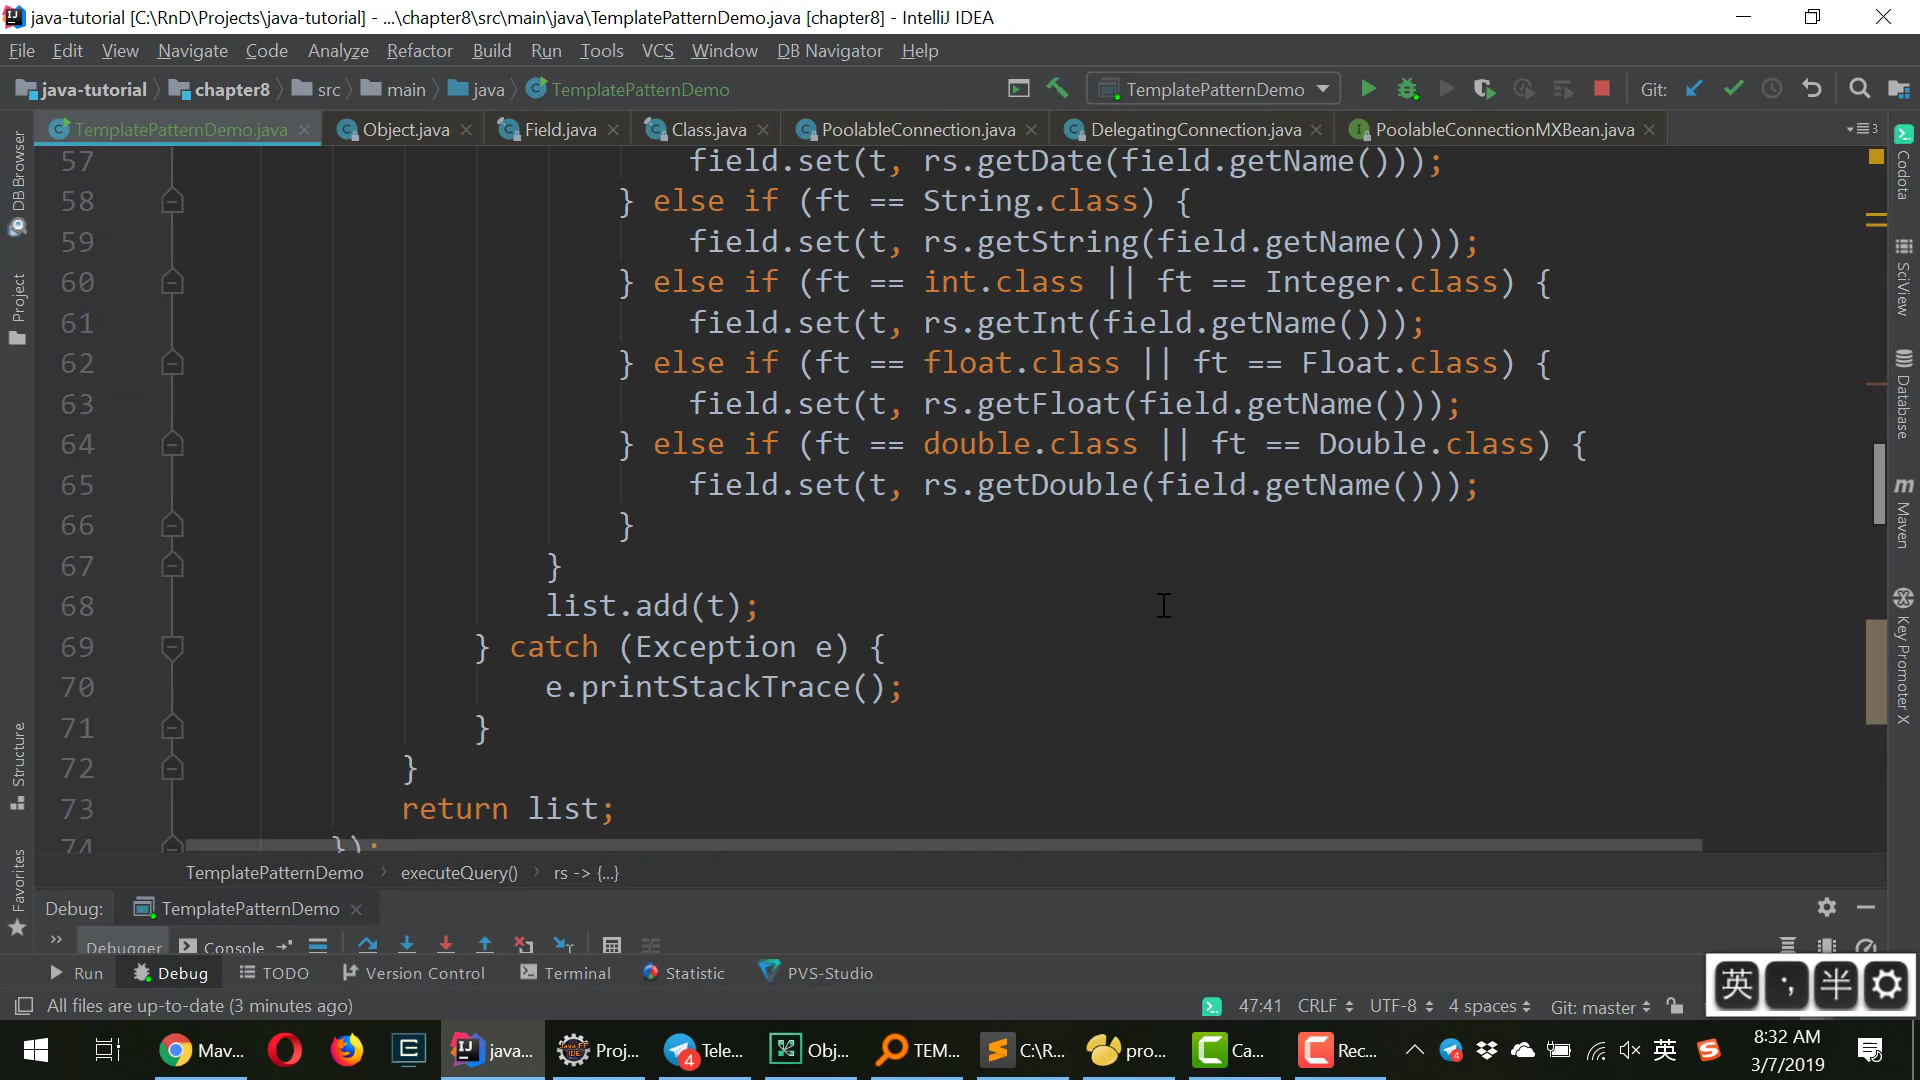 java-tutorial [C:\RnD\Projects\java-tutorial] - ...\chapter8\src\main\java\TemplatePatternDemo.java [chapter8] - IntelliJ IDEA
File Edit View Navigate Code Analyze Refactor Build Run Tools VCS Window DB Navigator Help
java-tutorial chapter8 src main java TemplatePatternDemo TemplatePatternDemo Git:
TemplatePatternDemo.java Object.java Field.java Class.java PoolableConnection.java DelegatingConnection.java PoolableConnectionMXBean.java 3
57 field.set(t, rs.getDate(field.getName()));
58 } else if (ft == String.class) {
59 field.set(t, rs.getString(field.getName()));
60 } else if (ft == int.class || ft == Integer.class) {
61 field.set(t, rs.getInt(field.getName()));
62 } else if (ft == float.class || ft == Float.class) {
63 field.set(t, rs.getFloat(field.getName()));
64 } else if (ft == double.class || ft == Double.class) {
65 field.set(t, rs.getDouble(field.getName()));
66 }
67 }
68 list.add(t);
69 } catch (Exception e) {
70 e.printStackTrace();
71 }
72 }
73 return list;
74 });
DB Browser
Project
Structure
Favorites
Codota
SciView
Database
Maven
Key Promoter X
TemplatePatternDemo executeQuery() rs -> {...}
Debug: TemplatePatternDemo
Debugger Console
Run Debug TODO Version Control Terminal Statistic PVS-Studio
英 半
All files are up-to-date (3 minutes ago) 47:41 CRLF UTF-8 4 spaces Git: master
Mav... java... Proj... Tele... Obj... TEM... C:\R... pro... Ca... Rec... 英 8:32 AM
3/7/2019